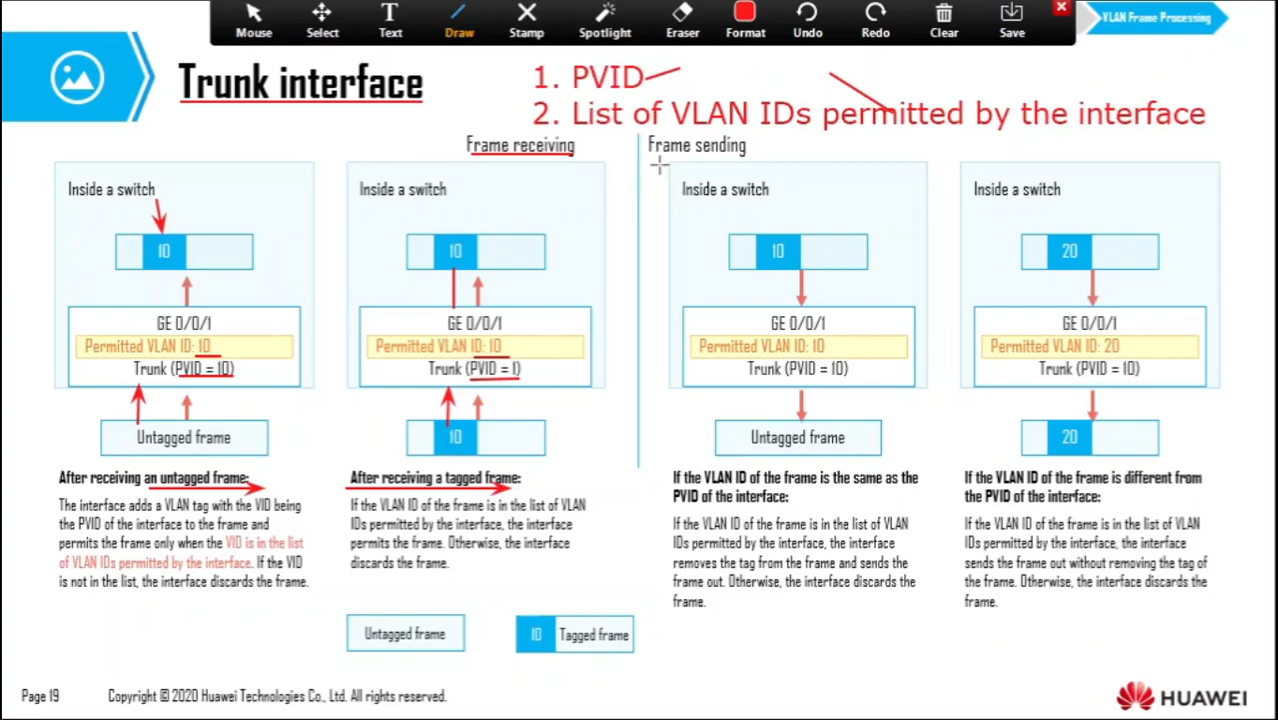 Mouse
Select
Text
Draw
Stamp
Spotlight
Eraser
Format
Undo
Redo
Clear
Save
VLAN Frame Processing
Trunk interface
1. PVID
2. List of VLAN IDs permitted by the interface
Frame receiving
Frame sending
Inside a switch
10
GE 0/0/1
Permitted VLAN ID: 10
Trunk (PVID = 10)
Untagged frame
After receiving an untagged frame:
The interface adds a VLAN tag with the VID being
the PVID of the interface to the frame and
permits the frame only when the VID is in the list
of VLAN IDs permitted by the interface. If the VID
is not in the list, the interface discards the frame.
Inside a switch
10
GE 0/0/1
Permitted VLAN ID: 10
Trunk (PVID = 1)
10
After receiving a tagged frame:
If the VLAN ID of the frame is in the list of VLAN
IDs permitted by the interface, the interface
permits the frame. Otherwise, the interface
discards the frame.
Inside a switch
10
GE 0/0/1
Permitted VLAN ID: 10
Trunk (PVID = 10)
Untagged frame
If the VLAN ID of the frame is the same as the
PVID of the interface:
If the VLAN ID of the frame is in the list of VLAN
IDs permitted by the interface, the interface
removes the tag from the frame and sends the
frame out. Otherwise, the interface discards the
frame.
Inside a switch
20
GE 0/0/1
Permitted VLAN ID: 20
Trunk (PVID = 10)
20
If the VLAN ID of the frame is different from
the PVID of the interface:
If the VLAN ID of the frame is in the list of VLAN
IDs permitted by the interface, the interface
sends the frame out without removing the tag of
the frame. Otherwise, the interface discards the
frame.
Untagged frame
10 Tagged frame
Page 19
Copyright © 2020 Huawei Technologies Co., Ltd. All rights reserved.
HUAWEI